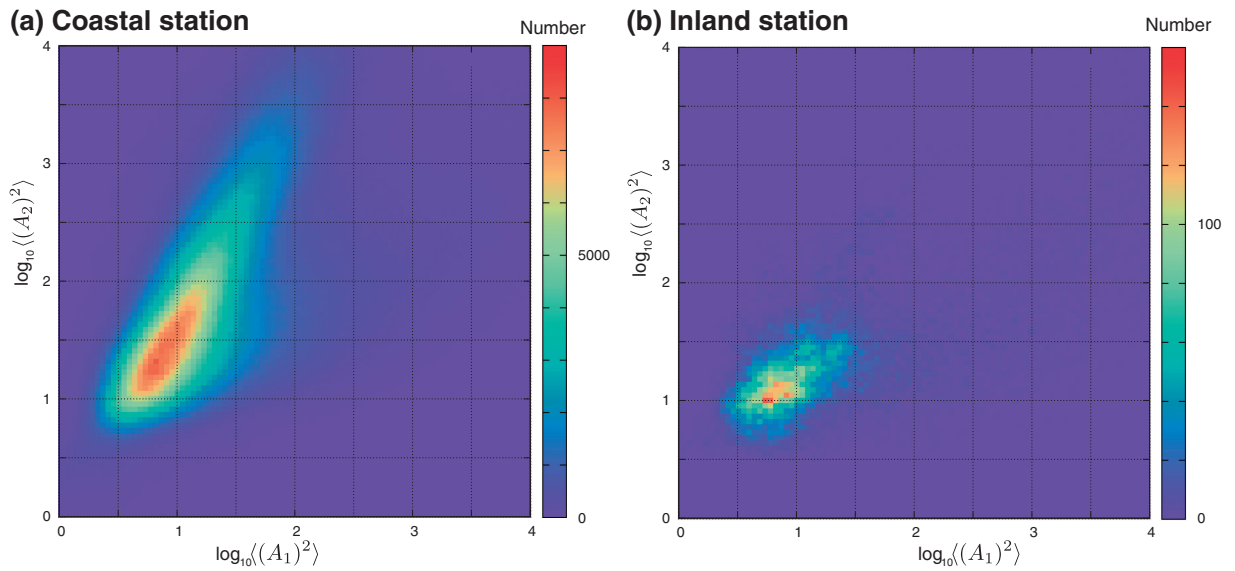 (a) Coastal station
Number
4
3
2
1
0
0 1 2 3 4
log₁₀⟨(A₂)²⟩
log₁₀⟨(A₁)²⟩
5000
0
(b) Inland station
Number
4
3
2
1
0
0 1 2 3 4
log₁₀⟨(A₂)²⟩
log₁₀⟨(A₁)²⟩
100
0